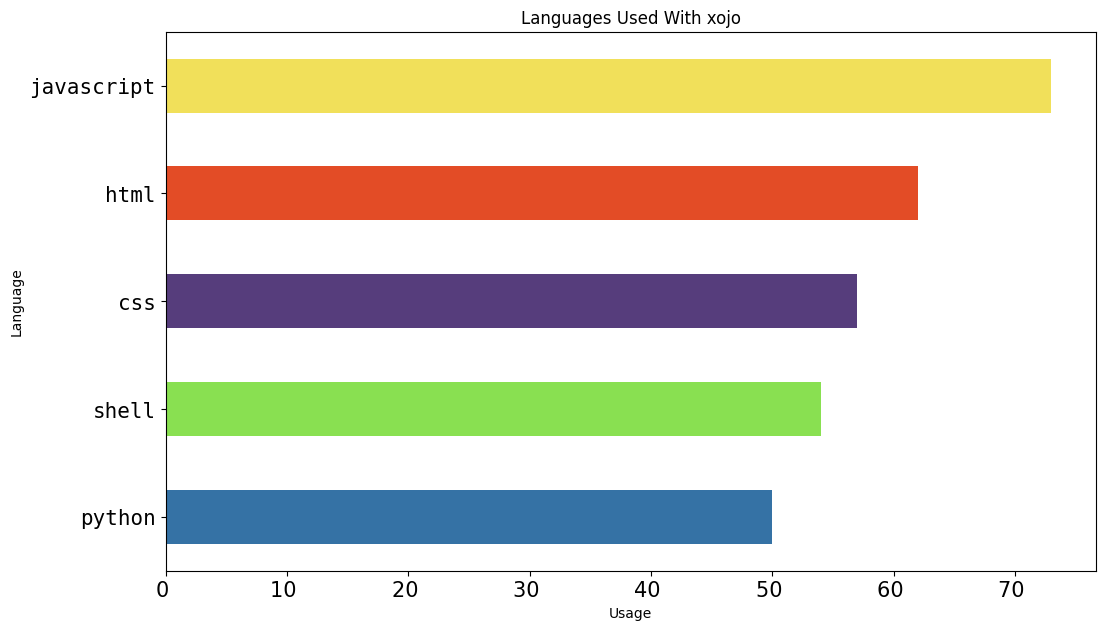 Languages Used With xojo
javascript
html
css
shell
python
Language
0 10 20 30 40 50 60 70
Usage